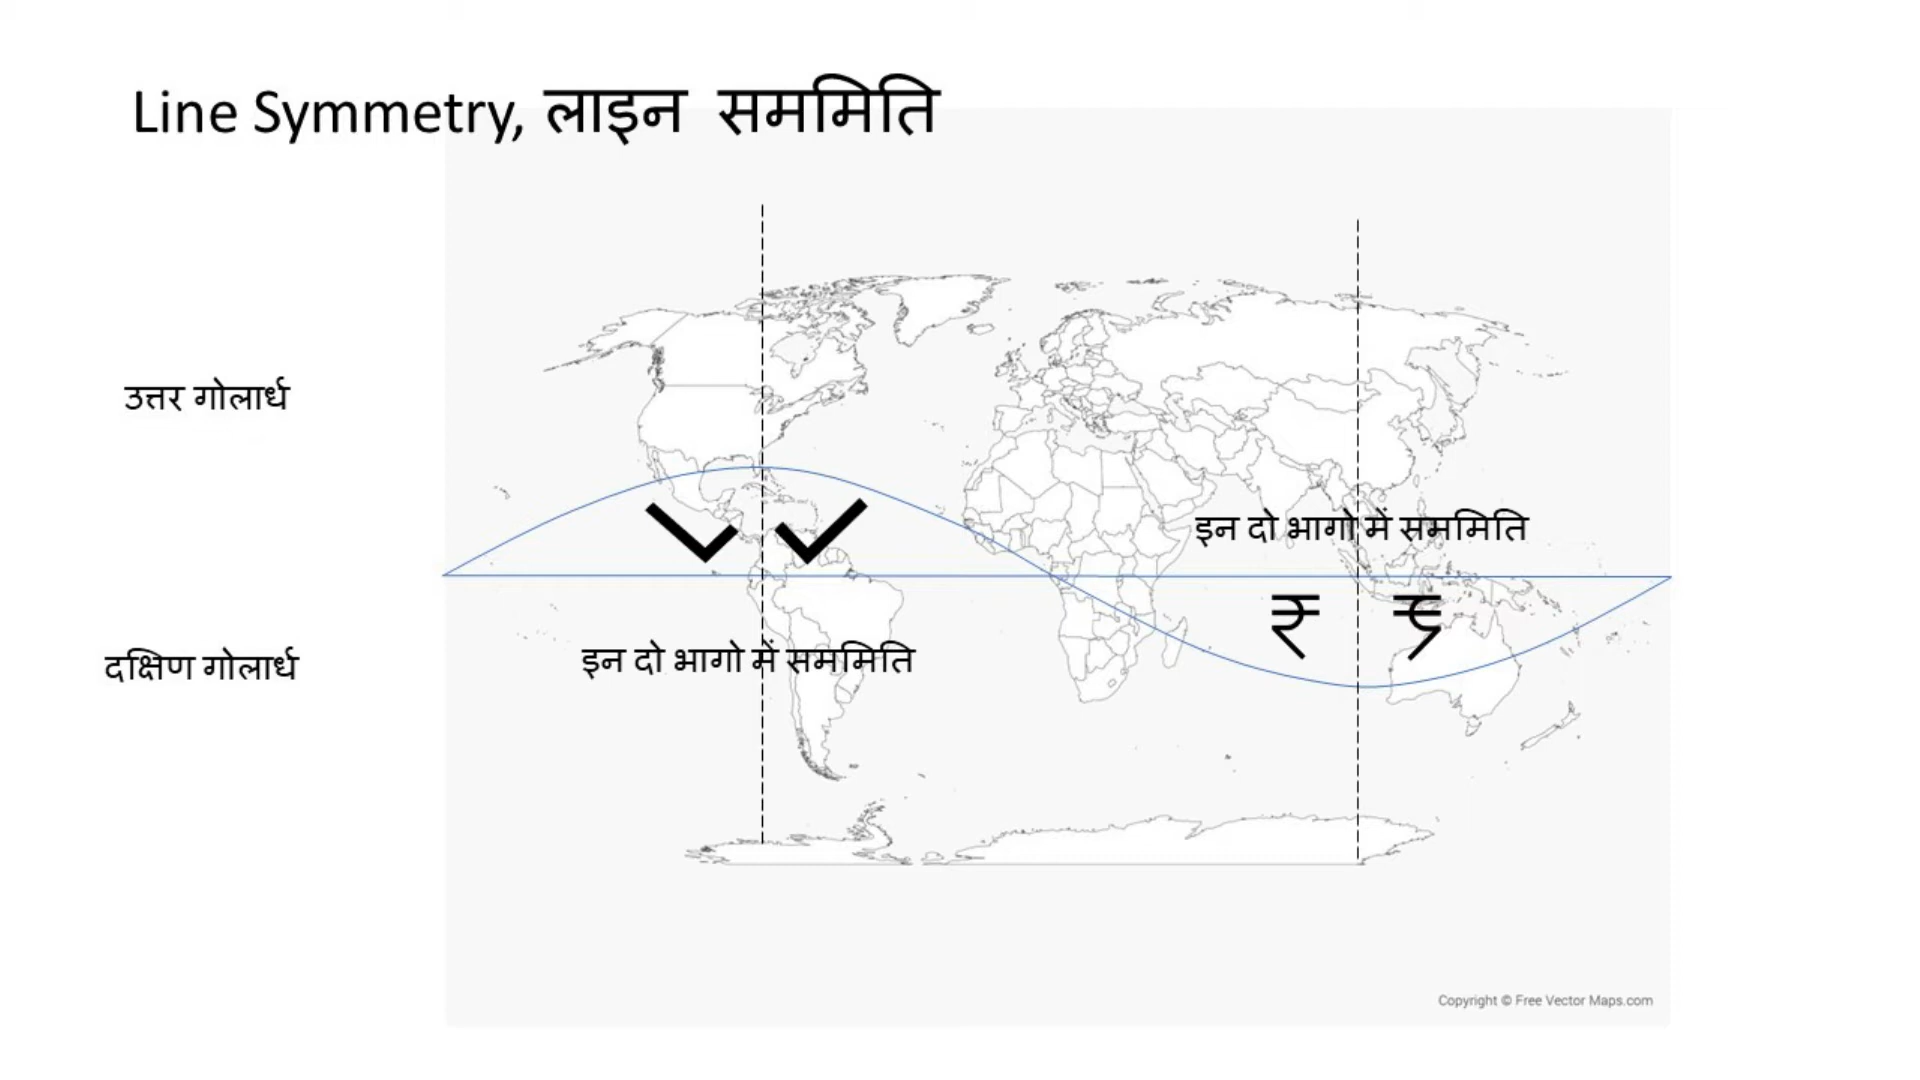 Line Symmetry, लाइन सममिति
उत्तर गोलार्ध
इन दो भागो में सममिति
₹
दक्षिण गोलार्ध
इन दो भागो में सममिति
Copyright © Free Vector Maps.com